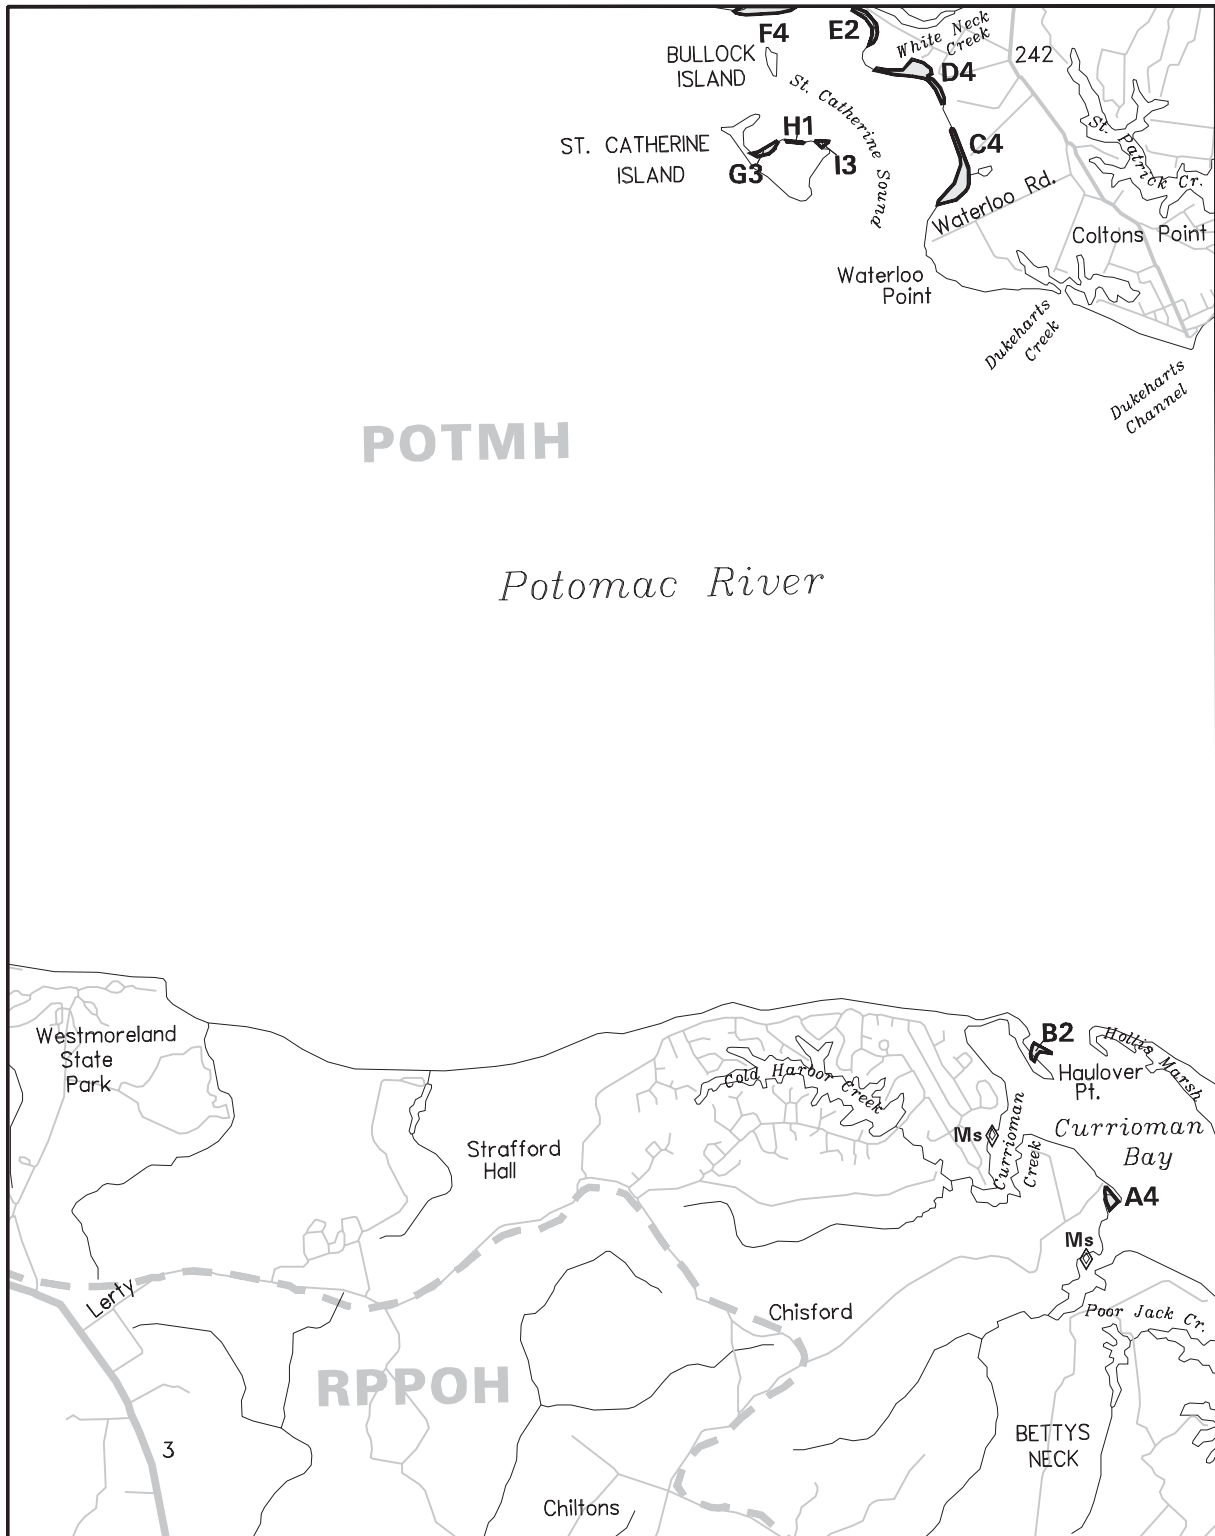 F4
E2
White Neck
Creek
BULLOCK
ISLAND
D4
242
St. Catherine Sound
ST. CATHERINE
ISLAND
H1
G3
I3
C4
St. Patrick Cr.
Waterloo Rd.
Coltons Point
Waterloo
Point
Dukeharts
Creek
Dukeharts
Channel
POTMH
Potomac River
Westmoreland
State
Park
B2
Hollis Marsh
Haulover
Pt.
Cold Harbor Creek
Currioman
Creek
Ms
Currioman
Bay
Strafford
Hall
A4
Ms
Lerty
Chisford
Poor Jack Cr.
RPPOH
3
BETTYS
NECK
Chiltons